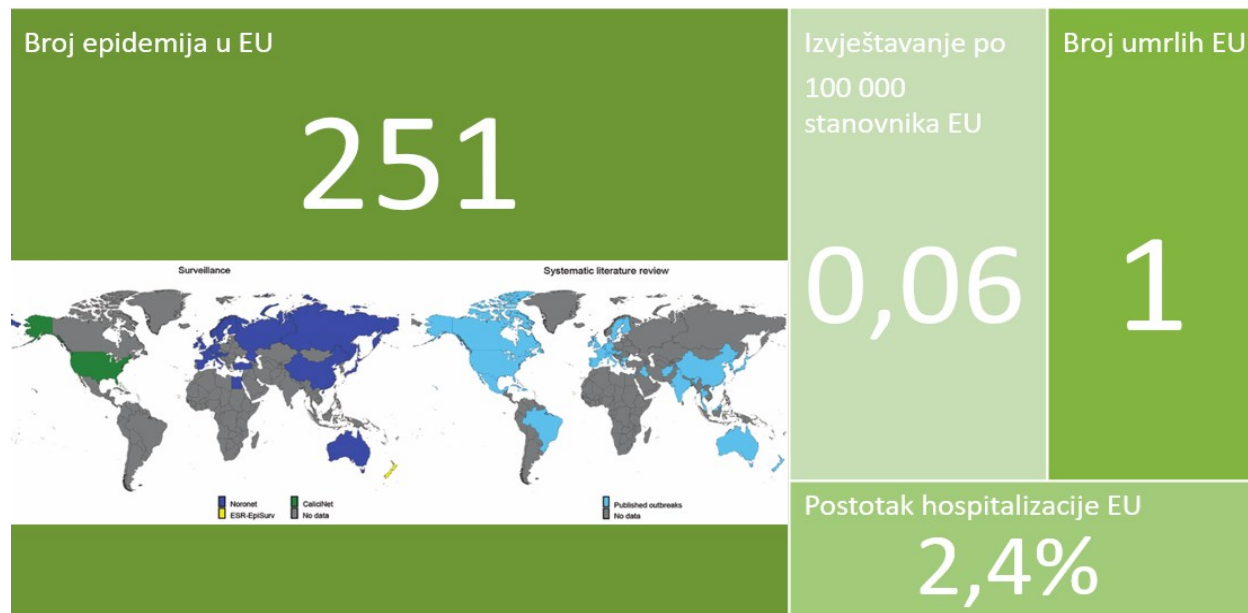 Broj epidemija u EU
251
Surveillance
Systematic literature review
Noronet
CaliciNet
ESR-EpiSurv
No data
Published outbreaks
No data
Izvještavanje po
100 000
stanovnika EU
0,06
Broj umrlih EU
1
Postotak hospitalizacije EU
2,4%